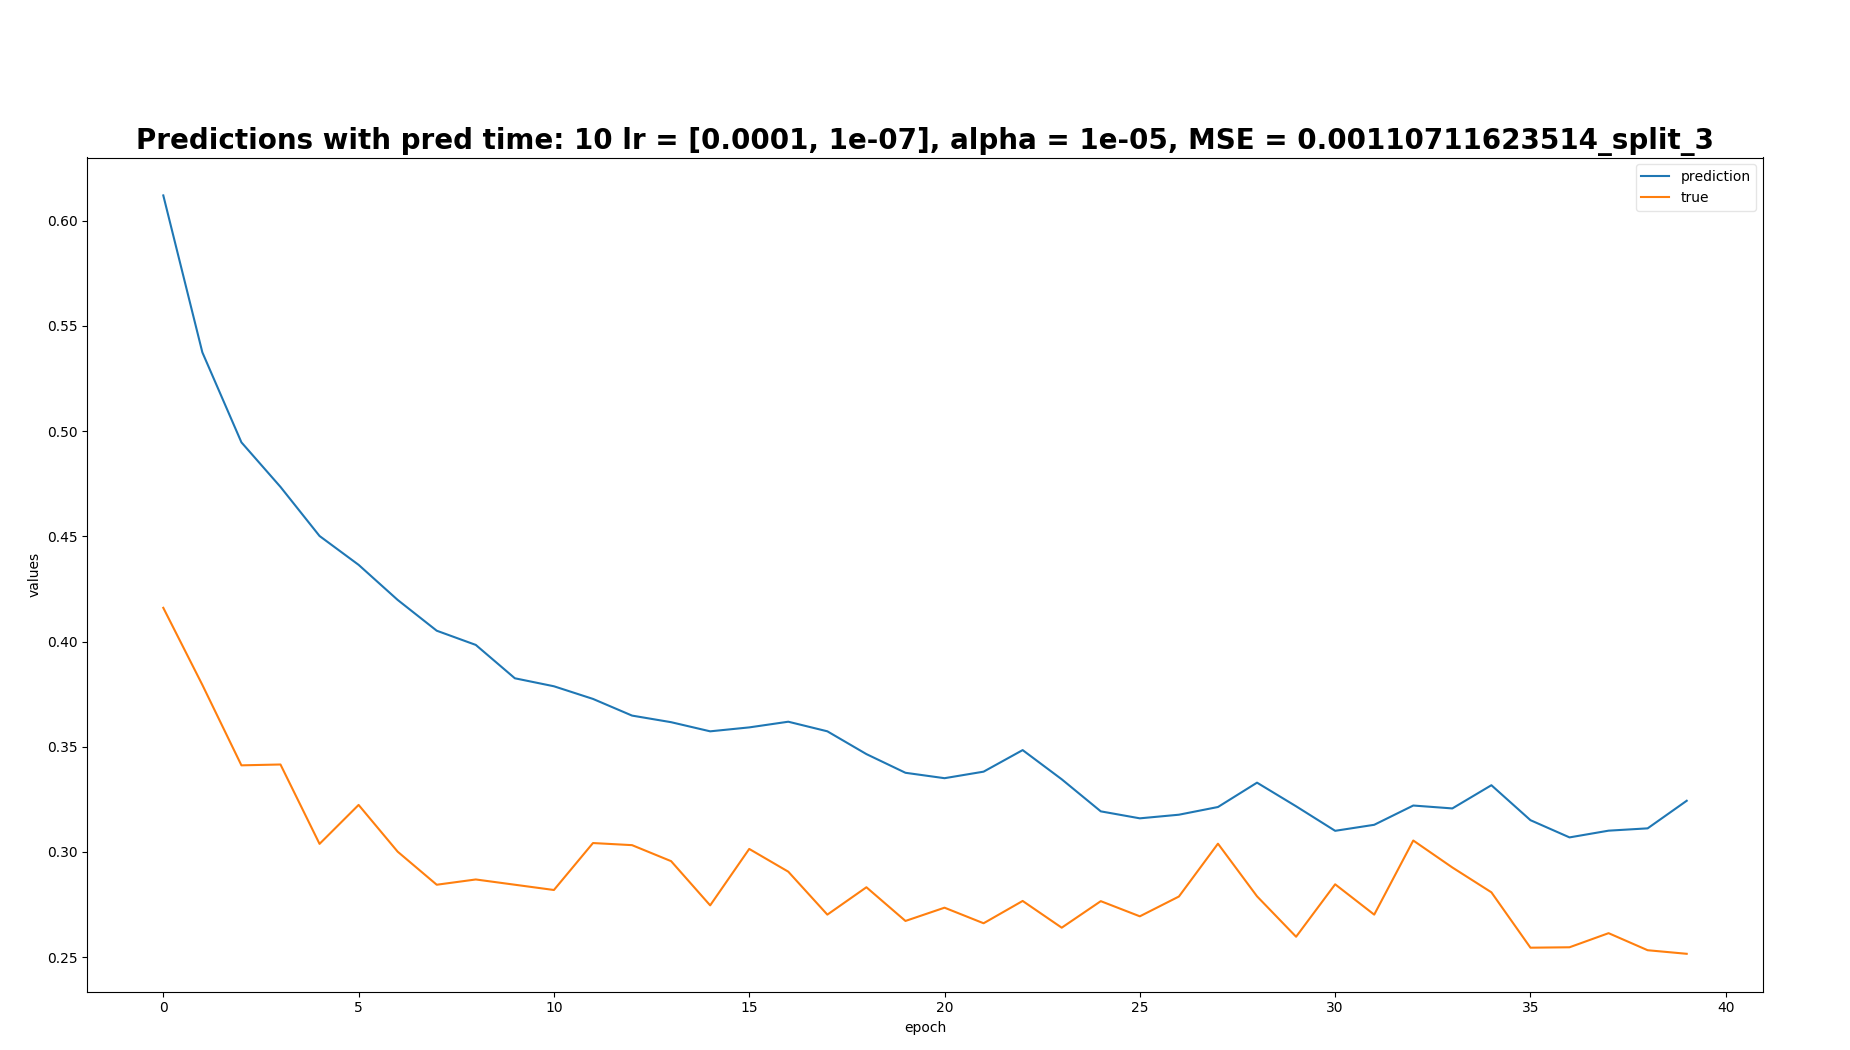 Predictions with pred time: 10 lr = [0.0001, 1e-07], alpha = 1e-05, MSE = 0.00110711623514_split_3
prediction
true
0.60
0.55
0.50
0.45
0.40
0.35
0.30
0.25
values
0 5 10 15 20 25 30 35 40
epoch